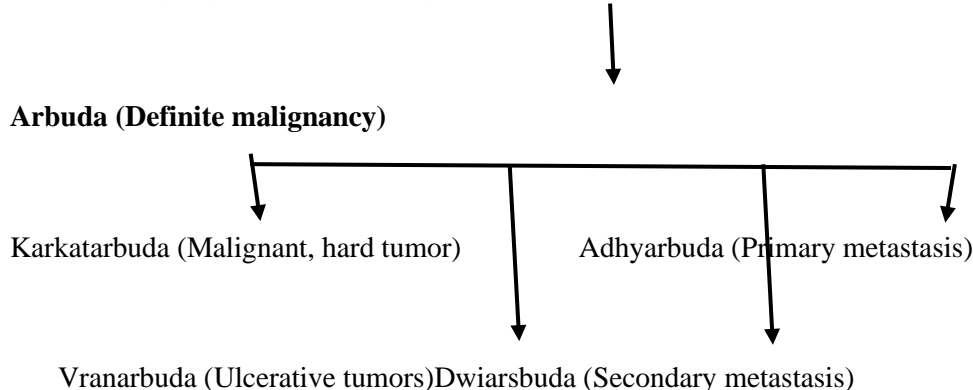 Arbuda (Definite malignancy)
Karkatarbuda (Malignant, hard tumor) Adhyarbuda (Primary metastasis)
Vranarbuda (Ulcerative tumors)Dwiarsbuda (Secondary metastasis)